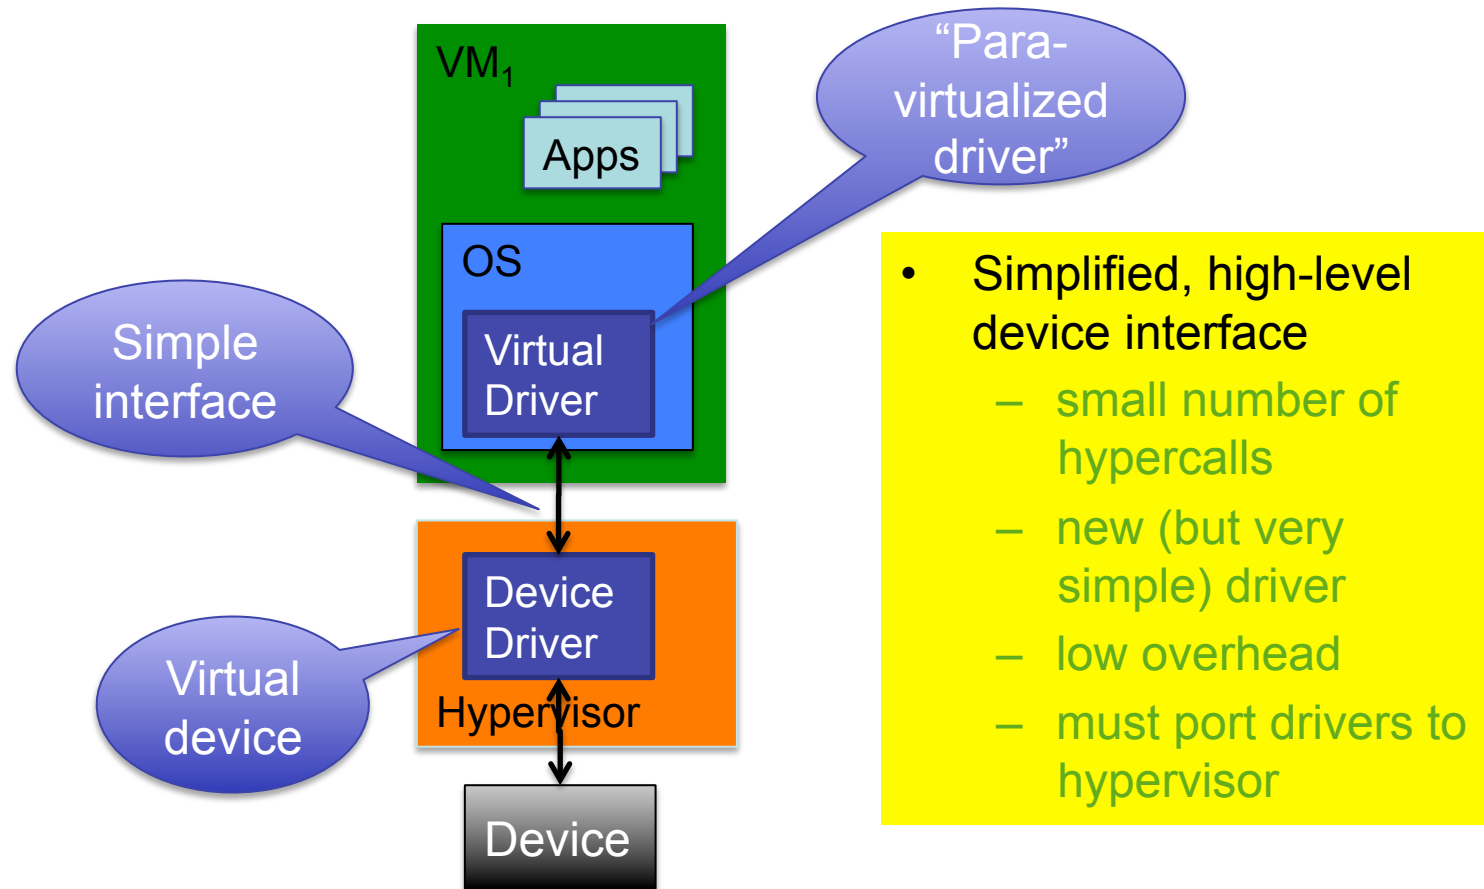 VM₁
Apps
OS
Virtual
Driver
“Para-
virtualized
driver”
Simple
interface
Device
Driver
Hypervisor
Virtual
device
Device
• Simplified, high-level
device interface
– small number of
hypercalls
– new (but very
simple) driver
– low overhead
– must port drivers to
hypervisor